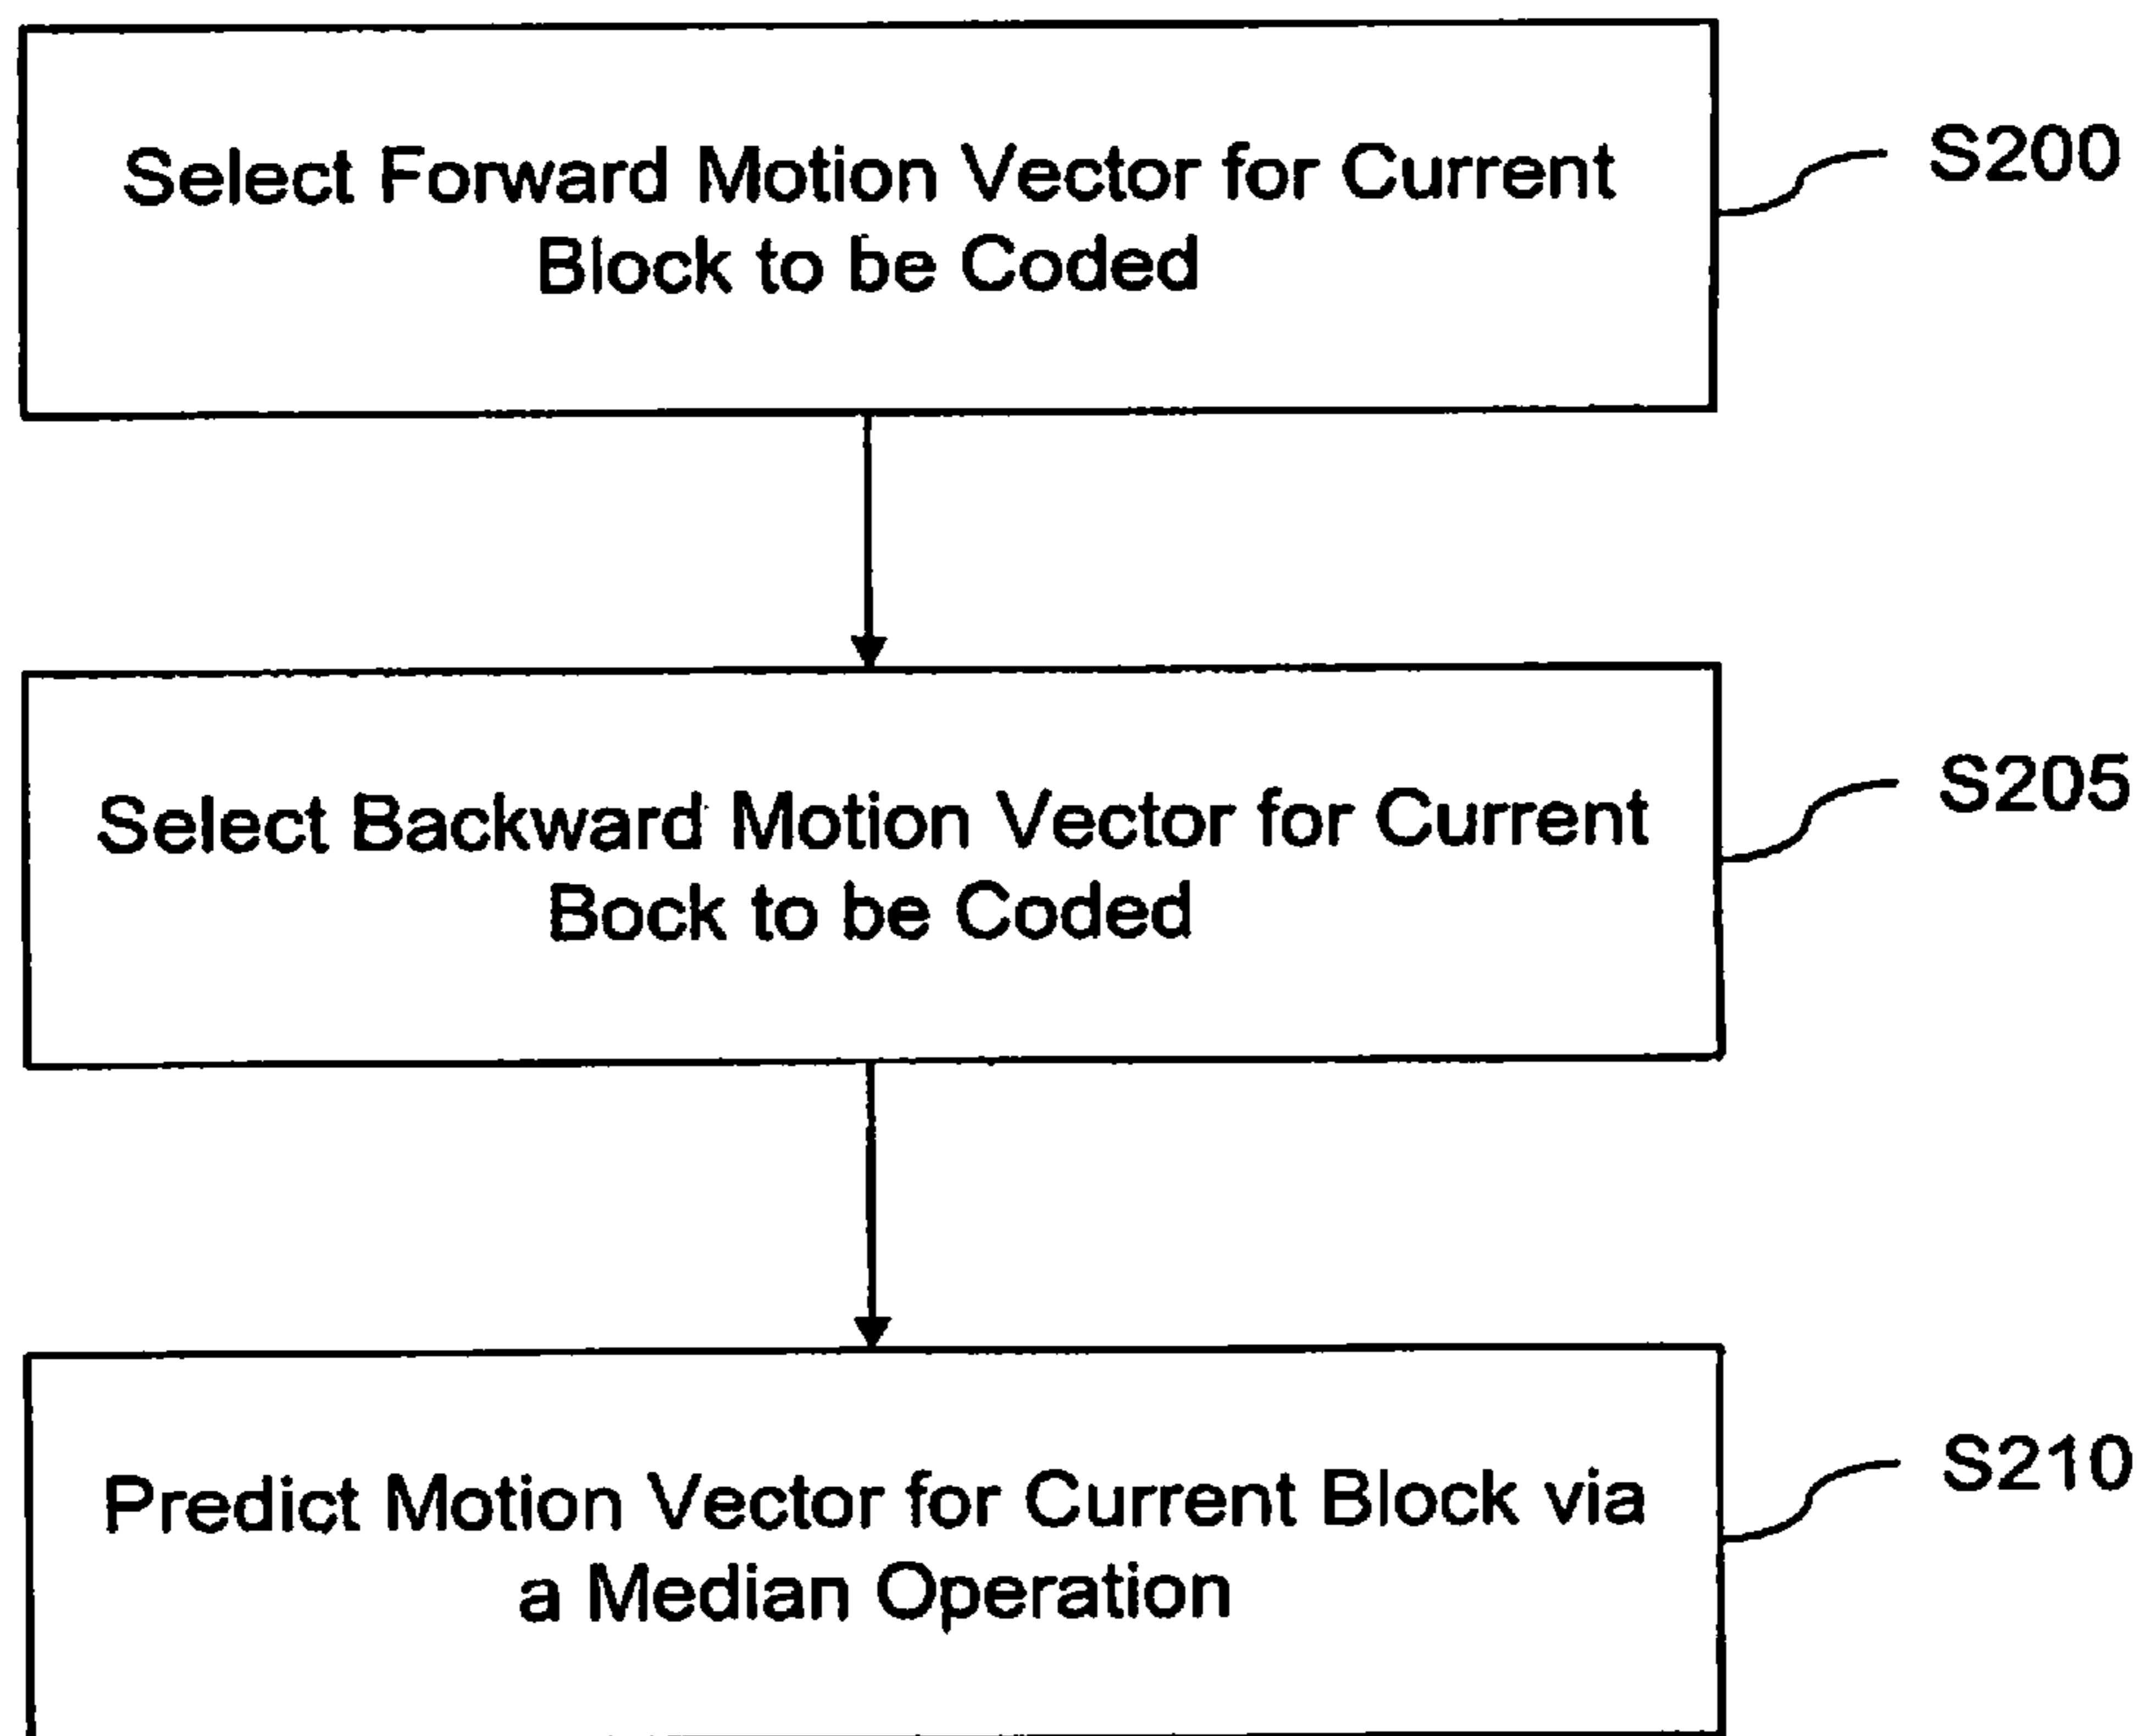 Select Forward Motion Vector for Current
Block to be Coded
S200
Select Backward Motion Vector for Current
Bock to be Coded
S205
Predict Motion Vector for Current Block via
a Median Operation
S210